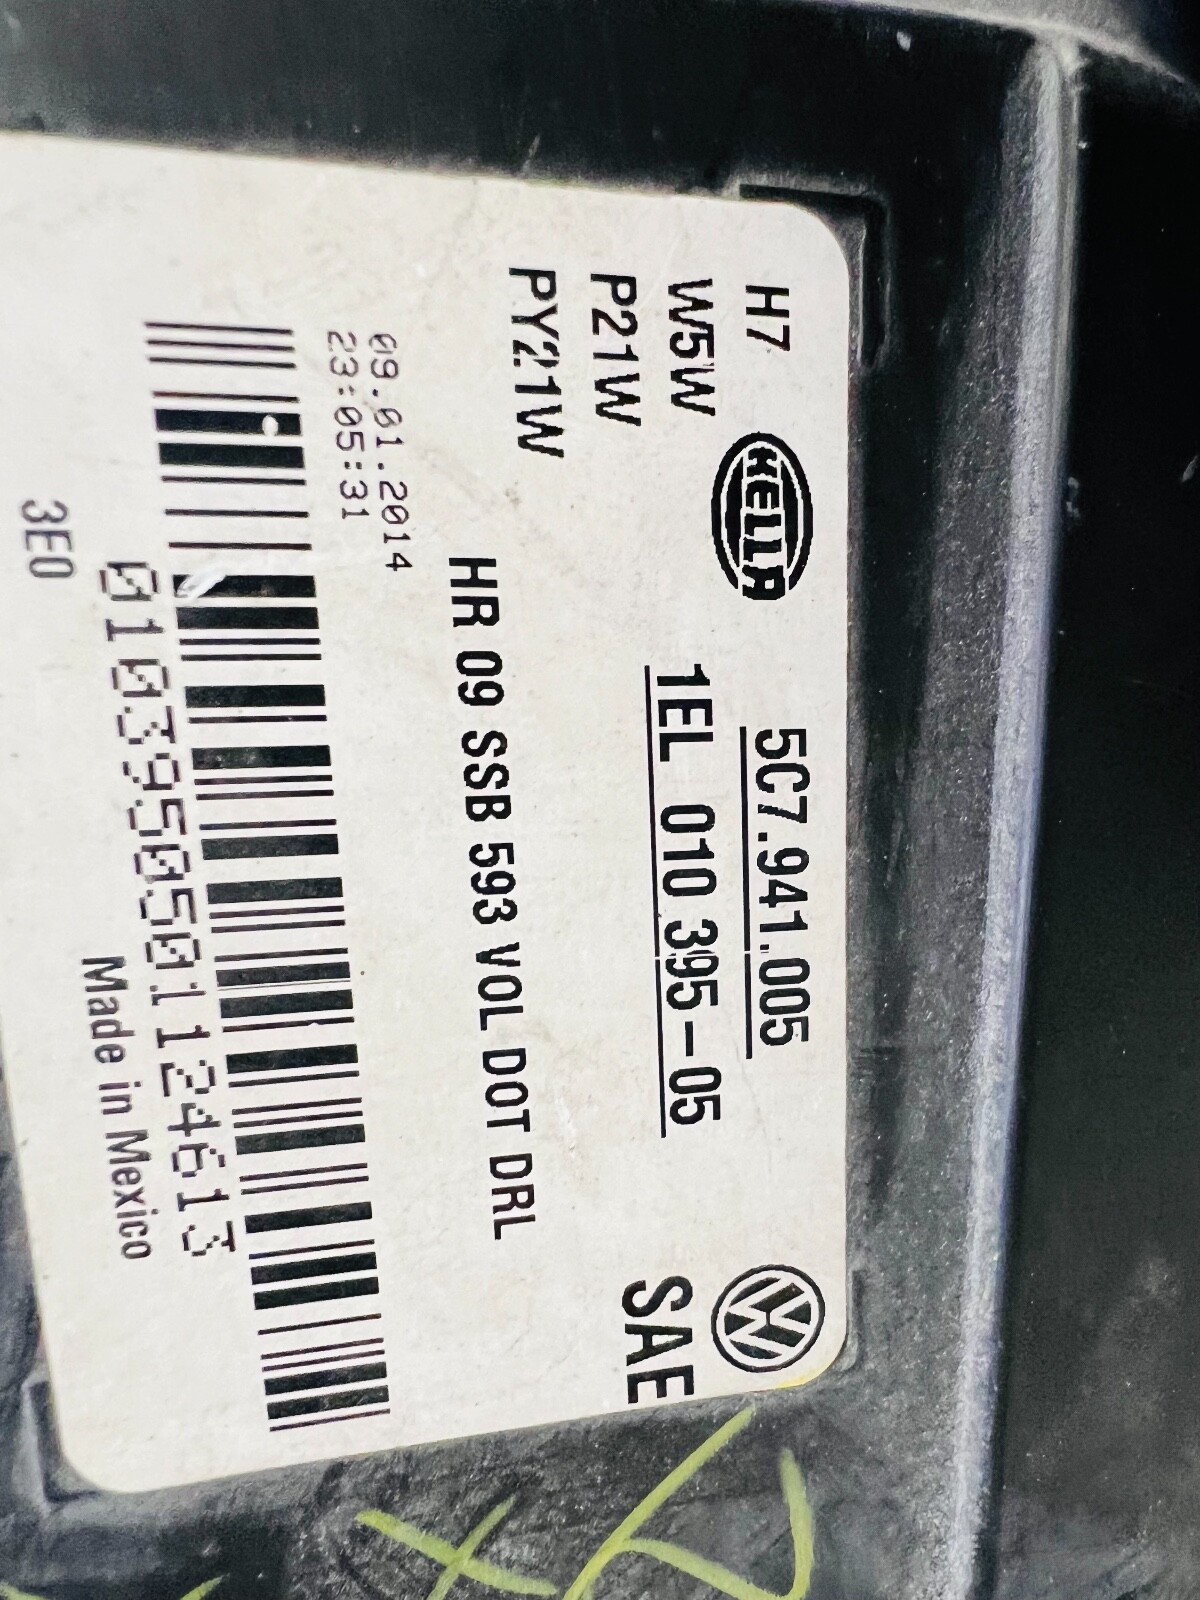 H7
W5W
P21W
PY21W
HELLA
5C7.941.005
1EL 010 395-05
SAE
HR 09 SSB 593 VOL DOT DRL
09.01.2014
23:05:31
0103950501124613
3E0
Made in Mexico